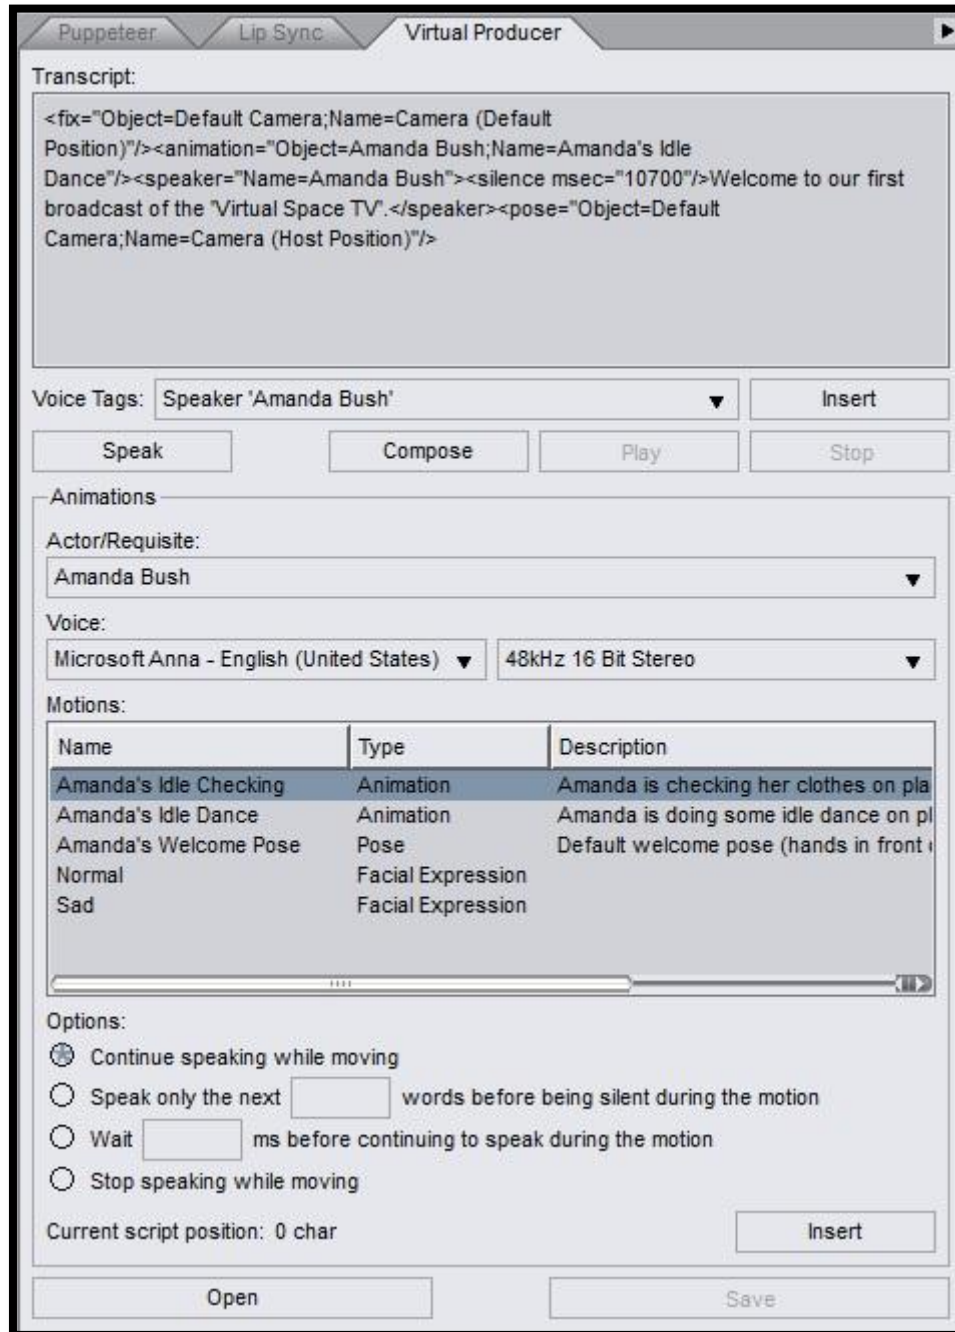 Puppeteer Lip Sync Virtual Producer
Transcript:
<fix="Object=Default Camera;Name=Camera (Default
Position)"/><animation="Object=Amanda Bush;Name=Amanda's Idle
Dance"/><speaker="Name=Amanda Bush"><silence msec="10700"/>Welcome to our first
broadcast of the 'Virtual Space TV'.</speaker><pose="Object=Default
Camera;Name=Camera (Host Position)"/>
Voice Tags: Speaker 'Amanda Bush' Insert
Speak Compose Play Stop
Animations
Actor/Requisite:
Amanda Bush
Voice:
Microsoft Anna - English (United States) 48kHz 16 Bit Stereo
Motions:
Name Type Description
Amanda's Idle Checking Animation Amanda is checking her clothes on pla
Amanda's Idle Dance Animation Amanda is doing some idle dance on pl
Amanda's Welcome Pose Pose Default welcome pose (hands in front
Normal Facial Expression
Sad Facial Expression
Options:
Continue speaking while moving
Speak only the next words before being silent during the motion
Wait ms before continuing to speak during the motion
Stop speaking while moving
Current script position: 0 char Insert
Open Save